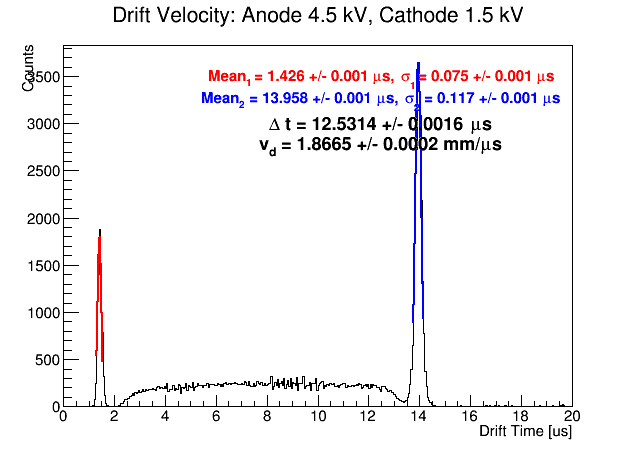 Drift Velocity: Anode 4.5 kV, Cathode 1.5 kV
Counts
Mean1 = 1.426 +/- 0.001 μs, σ1 = 0.075 +/- 0.001 μs
Mean2 = 13.958 +/- 0.001 μs, σ2 = 0.117 +/- 0.001 μs
Δ t = 12.5314 +/- 0.0016 μs
vd = 1.8665 +/- 0.0002 mm/μs
3500
3000
2500
2000
1500
1000
500
0
0 2 4 6 8 10 12 14 16 18 20
Drift Time [us]